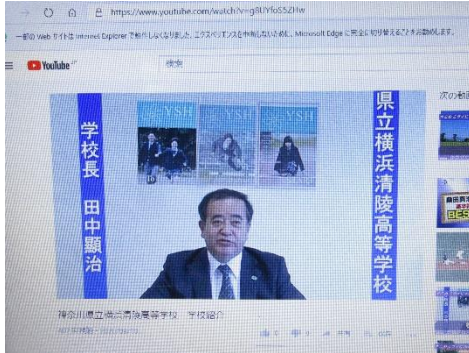 https://www.youtube.com/watch?v=g8UYfoS5ZHw
一部の Web サイトは Internet Explorer で動作しなくなりました。エクスペリエンスを中断しないために、Microsoft Edge に完全に切り替えることをお勧めします。
YouTube JP
検索
次の動画
YSH
YSH
YSH
県立横浜清陵高等学校
学校長 田中顯治
神奈川県立横浜清陵高等学校 学校紹介